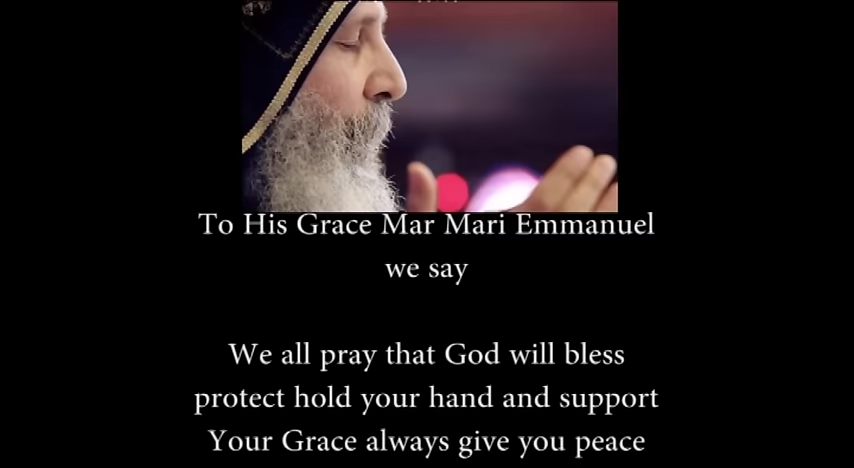 To His Grace Mar Mari Emmanuel
we say
We all pray that God will bless
protect hold your hand and support
Your Grace always give you peace